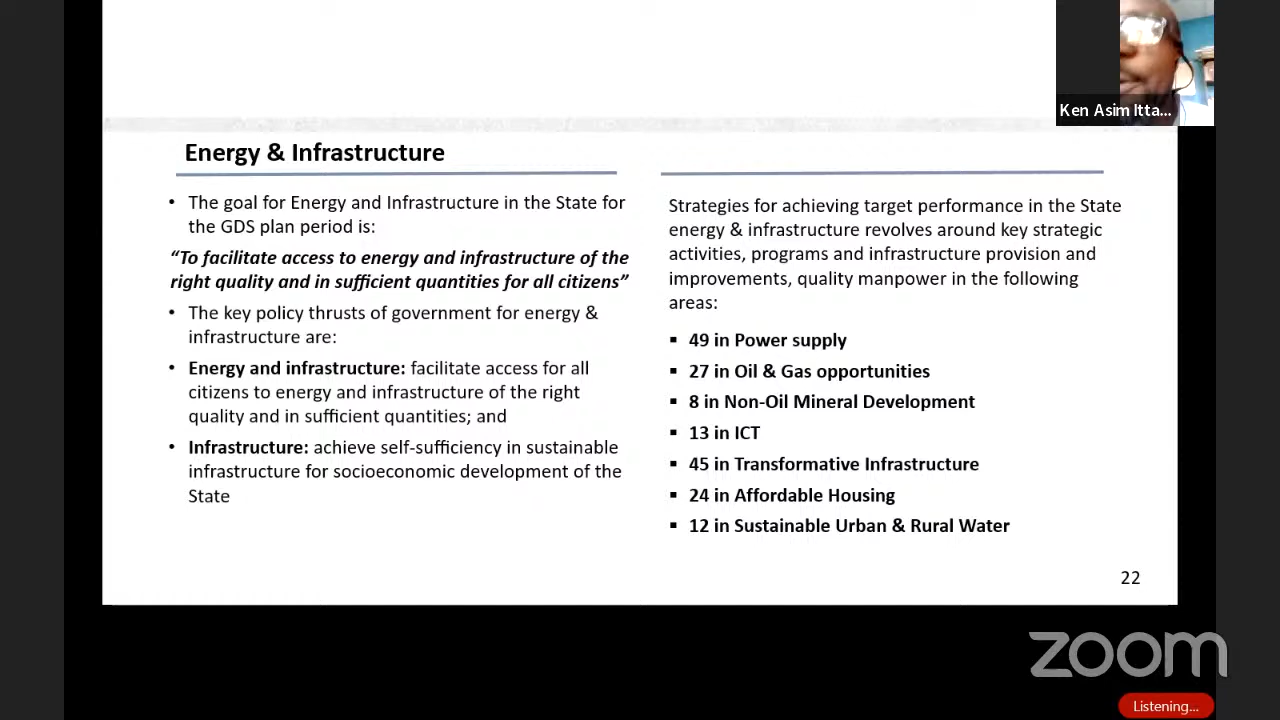 Ken Asim Itta...
Energy & Infrastructure
• The goal for Energy and Infrastructure in the State for
the GDS plan period is:
“To facilitate access to energy and infrastructure of the
right quality and in sufficient quantities for all citizens”
• The key policy thrusts of government for energy &
infrastructure are:
• Energy and infrastructure: facilitate access for all
citizens to energy and infrastructure of the right
quality and in sufficient quantities; and
• Infrastructure: achieve self-sufficiency in sustainable
infrastructure for socioeconomic development of the
State
Strategies for achieving target performance in the State
energy & infrastructure revolves around key strategic
activities, programs and infrastructure provision and
improvements, quality manpower in the following
areas:
▪ 49 in Power supply
▪ 27 in Oil & Gas opportunities
▪ 8 in Non-Oil Mineral Development
▪ 13 in ICT
▪ 45 in Transformative Infrastructure
▪ 24 in Affordable Housing
▪ 12 in Sustainable Urban & Rural Water
22
zoom
Listening...